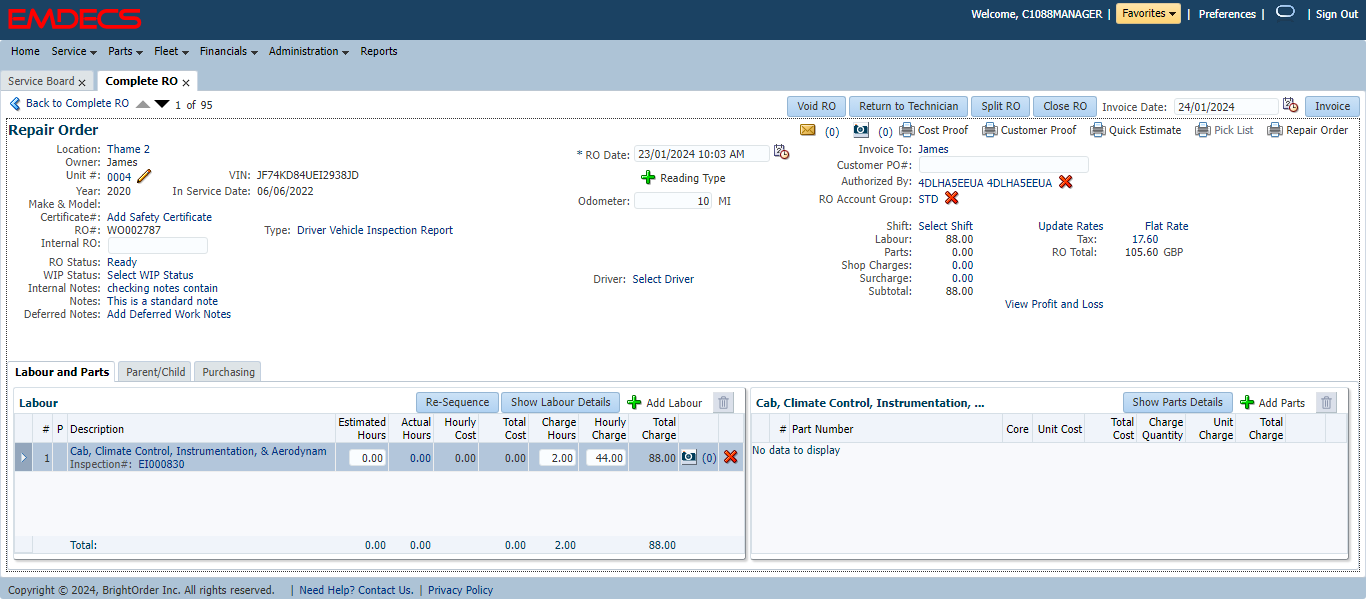 EMDECS
Welcome, C1088MANAGER | Favorites | Preferences | | Sign Out
Home Service Parts Fleet Financials Administration Reports
Service Board x Complete RO x
Back to Complete RO 1 of 95
Void RO Return to Technician Split RO Close RO Invoice Date: 24/01/2024 Invoice
Repair Order
(0) (0) Cost Proof Customer Proof Quick Estimate Pick List Repair Order
Location: Thame 2
Owner: James
Unit #: 0004 VIN: JF74KD84UEI2938JD
Year: 2020 In Service Date: 06/06/2022
Make & Model:
Certificate#: Add Safety Certificate
RO#: WO002787 Type: Driver Vehicle Inspection Report
Internal RO:
RO Status: Ready
WIP Status: Select WIP Status
Internal Notes: checking notes contain
Notes: This is a standard note
Deferred Notes: Add Deferred Work Notes
* RO Date: 23/01/2024 10:03 AM
Reading Type
Odometer: 10 MI
Driver: Select Driver
Invoice To: James
Customer PO#:
Authorized By: 4DLHA5EEUA 4DLHA5EEUA
RO Account Group: STD
Shift: Select Shift Update Rates Flat Rate
Labour: 88.00 Tax: 17.60
Parts: 0.00 RO Total: 105.60 GBP
Shop Charges: 0.00
Surcharge: 0.00
Subtotal: 88.00
View Profit and Loss
Labour and Parts Parent/Child Purchasing
Labour Re-Sequence Show Labour Details Add Labour
# P Description Estimated Hours Actual Hours Hourly Cost Total Cost Charge Hours Hourly Charge Total Charge
1 Cab, Climate Control, Instrumentation, & Aerodynam 0.00 0.00 0.00 0.00 2.00 44.00 88.00 (0)
Inspection#: EI000830
Total: 0.00 0.00 0.00 2.00 88.00
Cab, Climate Control, Instrumentation, ... Show Parts Details Add Parts
# Part Number Core Unit Cost Total Cost Charge Quantity Unit Charge Total Charge
No data to display
Copyright © 2024, BrightOrder Inc. All rights reserved. | Need Help? Contact Us. | Privacy Policy